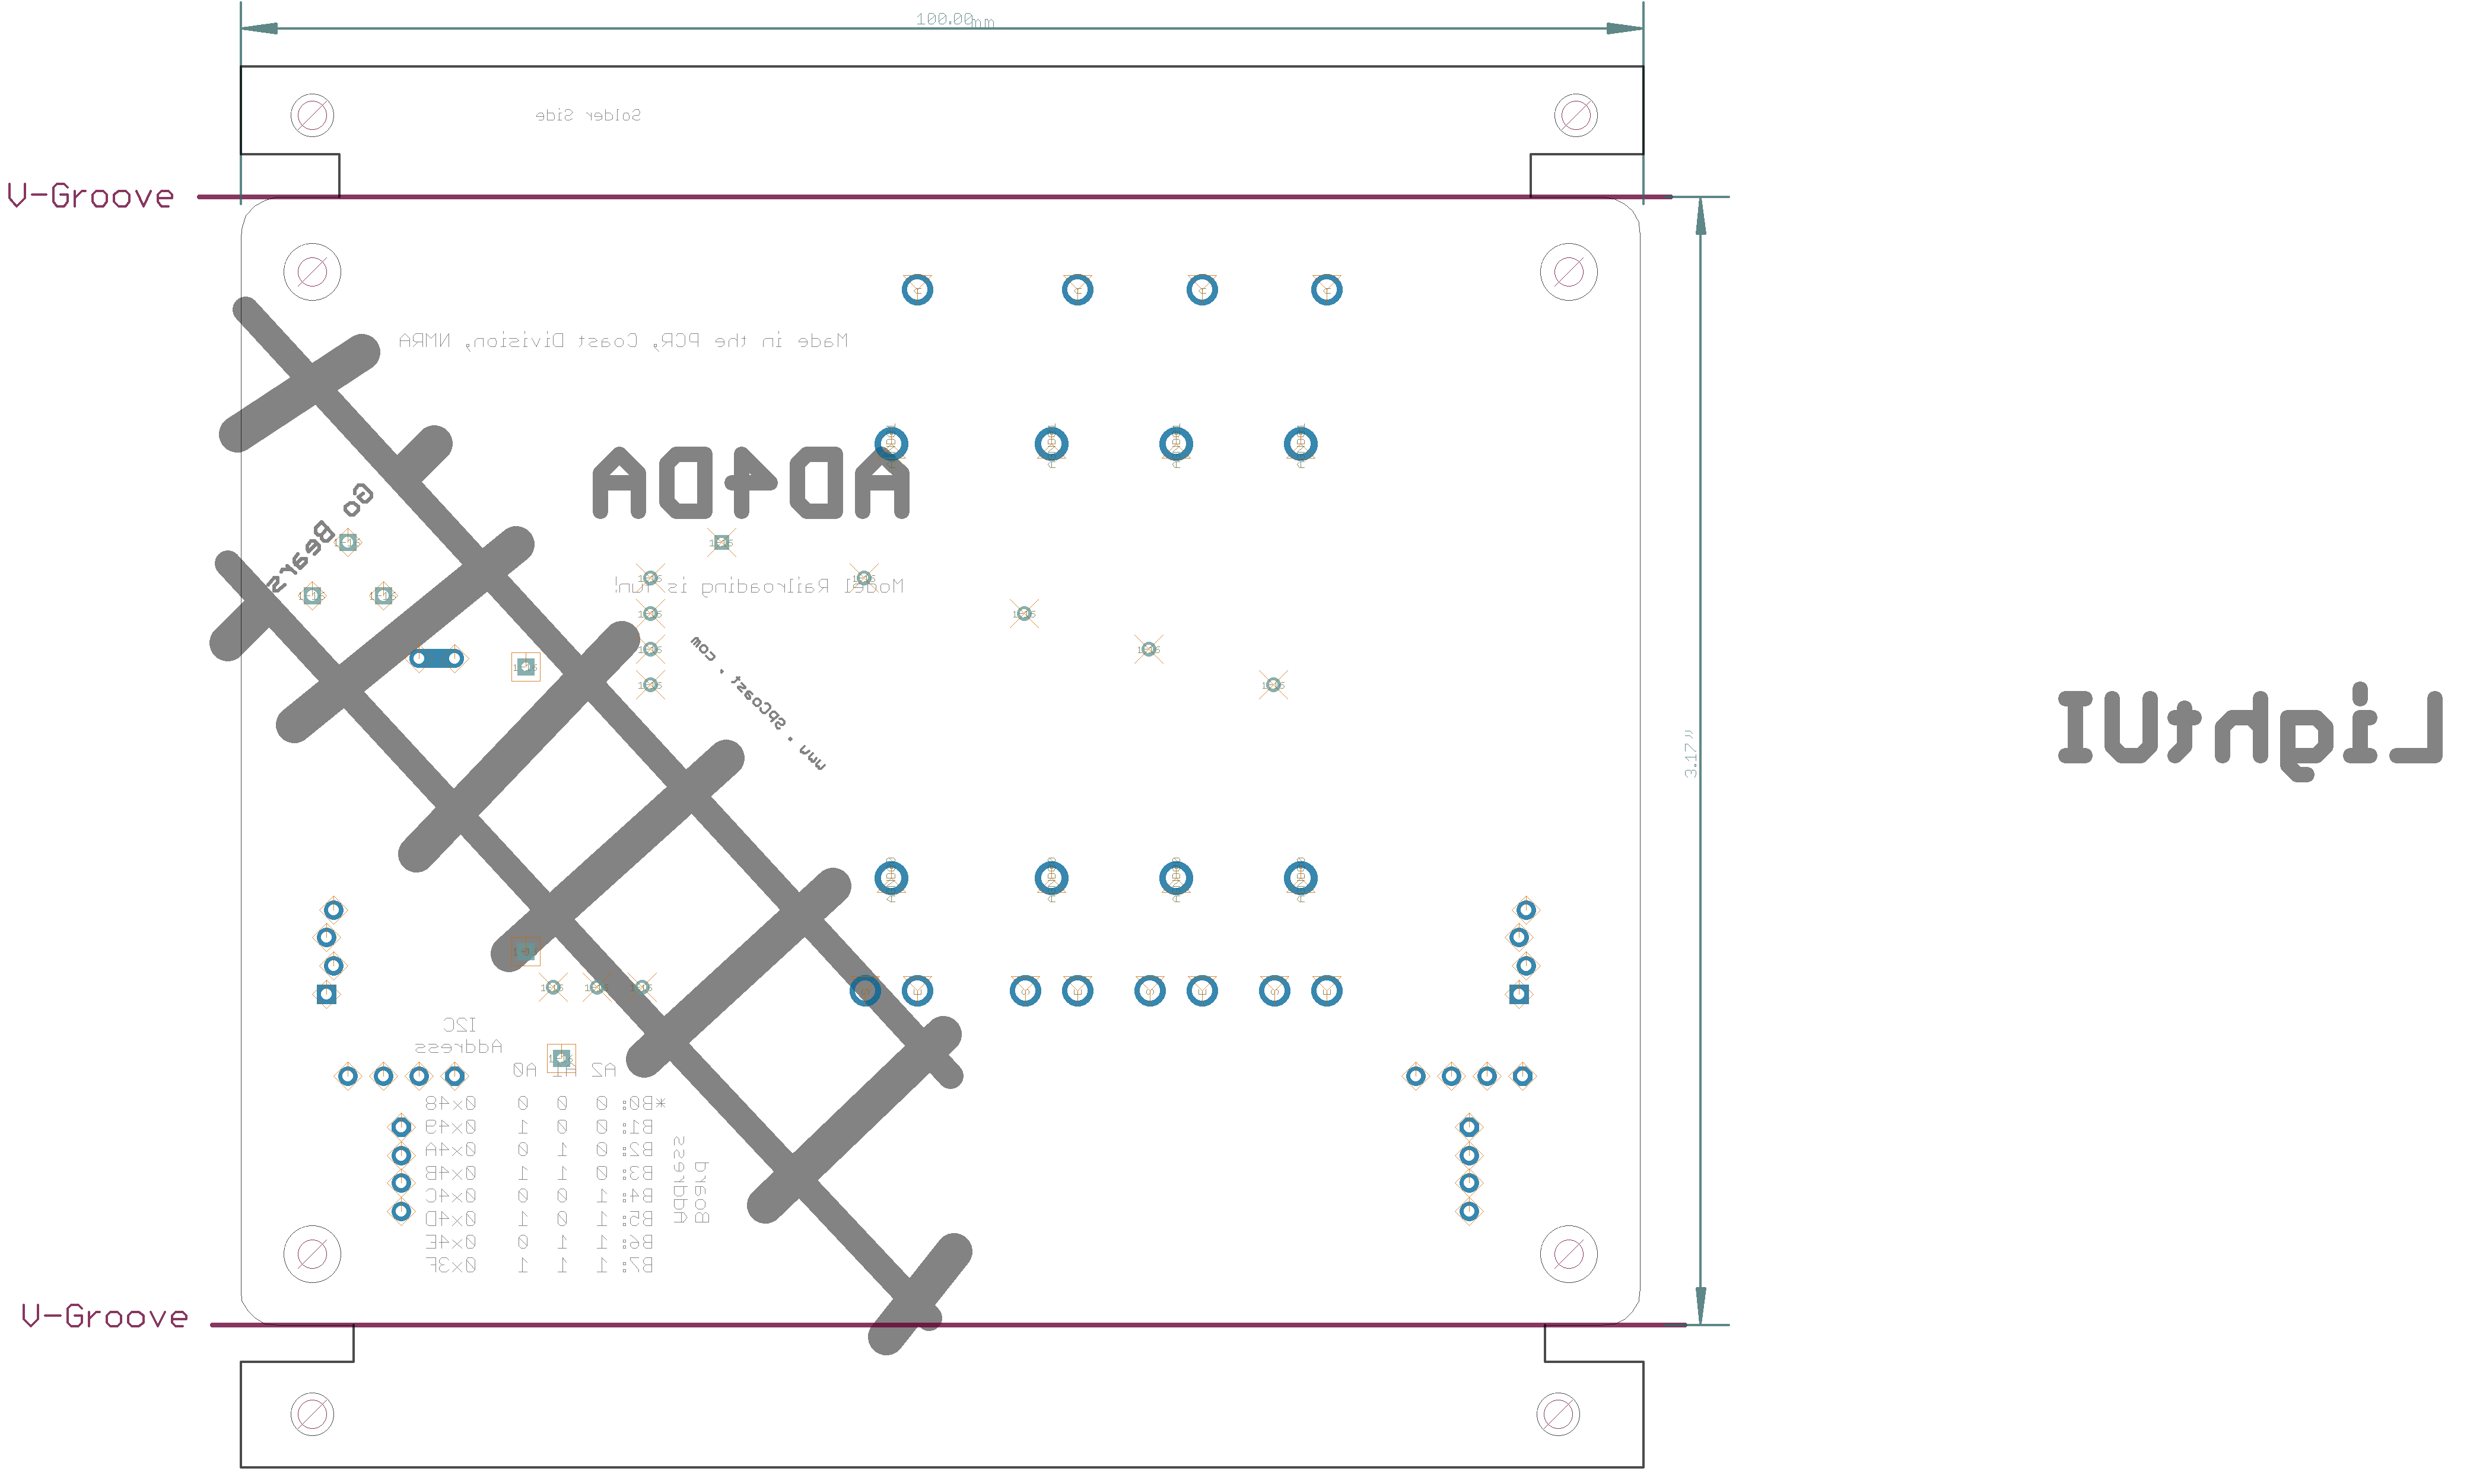 100.00mm
Solder Side
V-Groove
Made in the PCR, Coast Division, NMRA
AD4DA
Go Bears
Model Railroading is fun!
www . SpCoast . com
LightUI
3.17"
I2C
Address
A2 A1 A0
*B0: 0 0 0 0x48
B1: 0 0 1 0x49
B2: 0 1 0 0x4A
B3: 0 1 1 0x4B
B4: 1 0 0 0x4C
B5: 1 0 1 0x4D
B6: 1 1 0 0x4E
B7: 1 1 1 0x3F
Board
Address
V-Groove